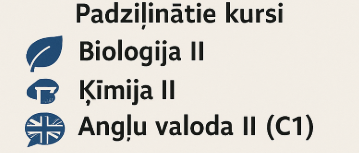 Padziļinātie kursi
Bioloģija II
Ķīmija II
Angļu valoda II (C1)